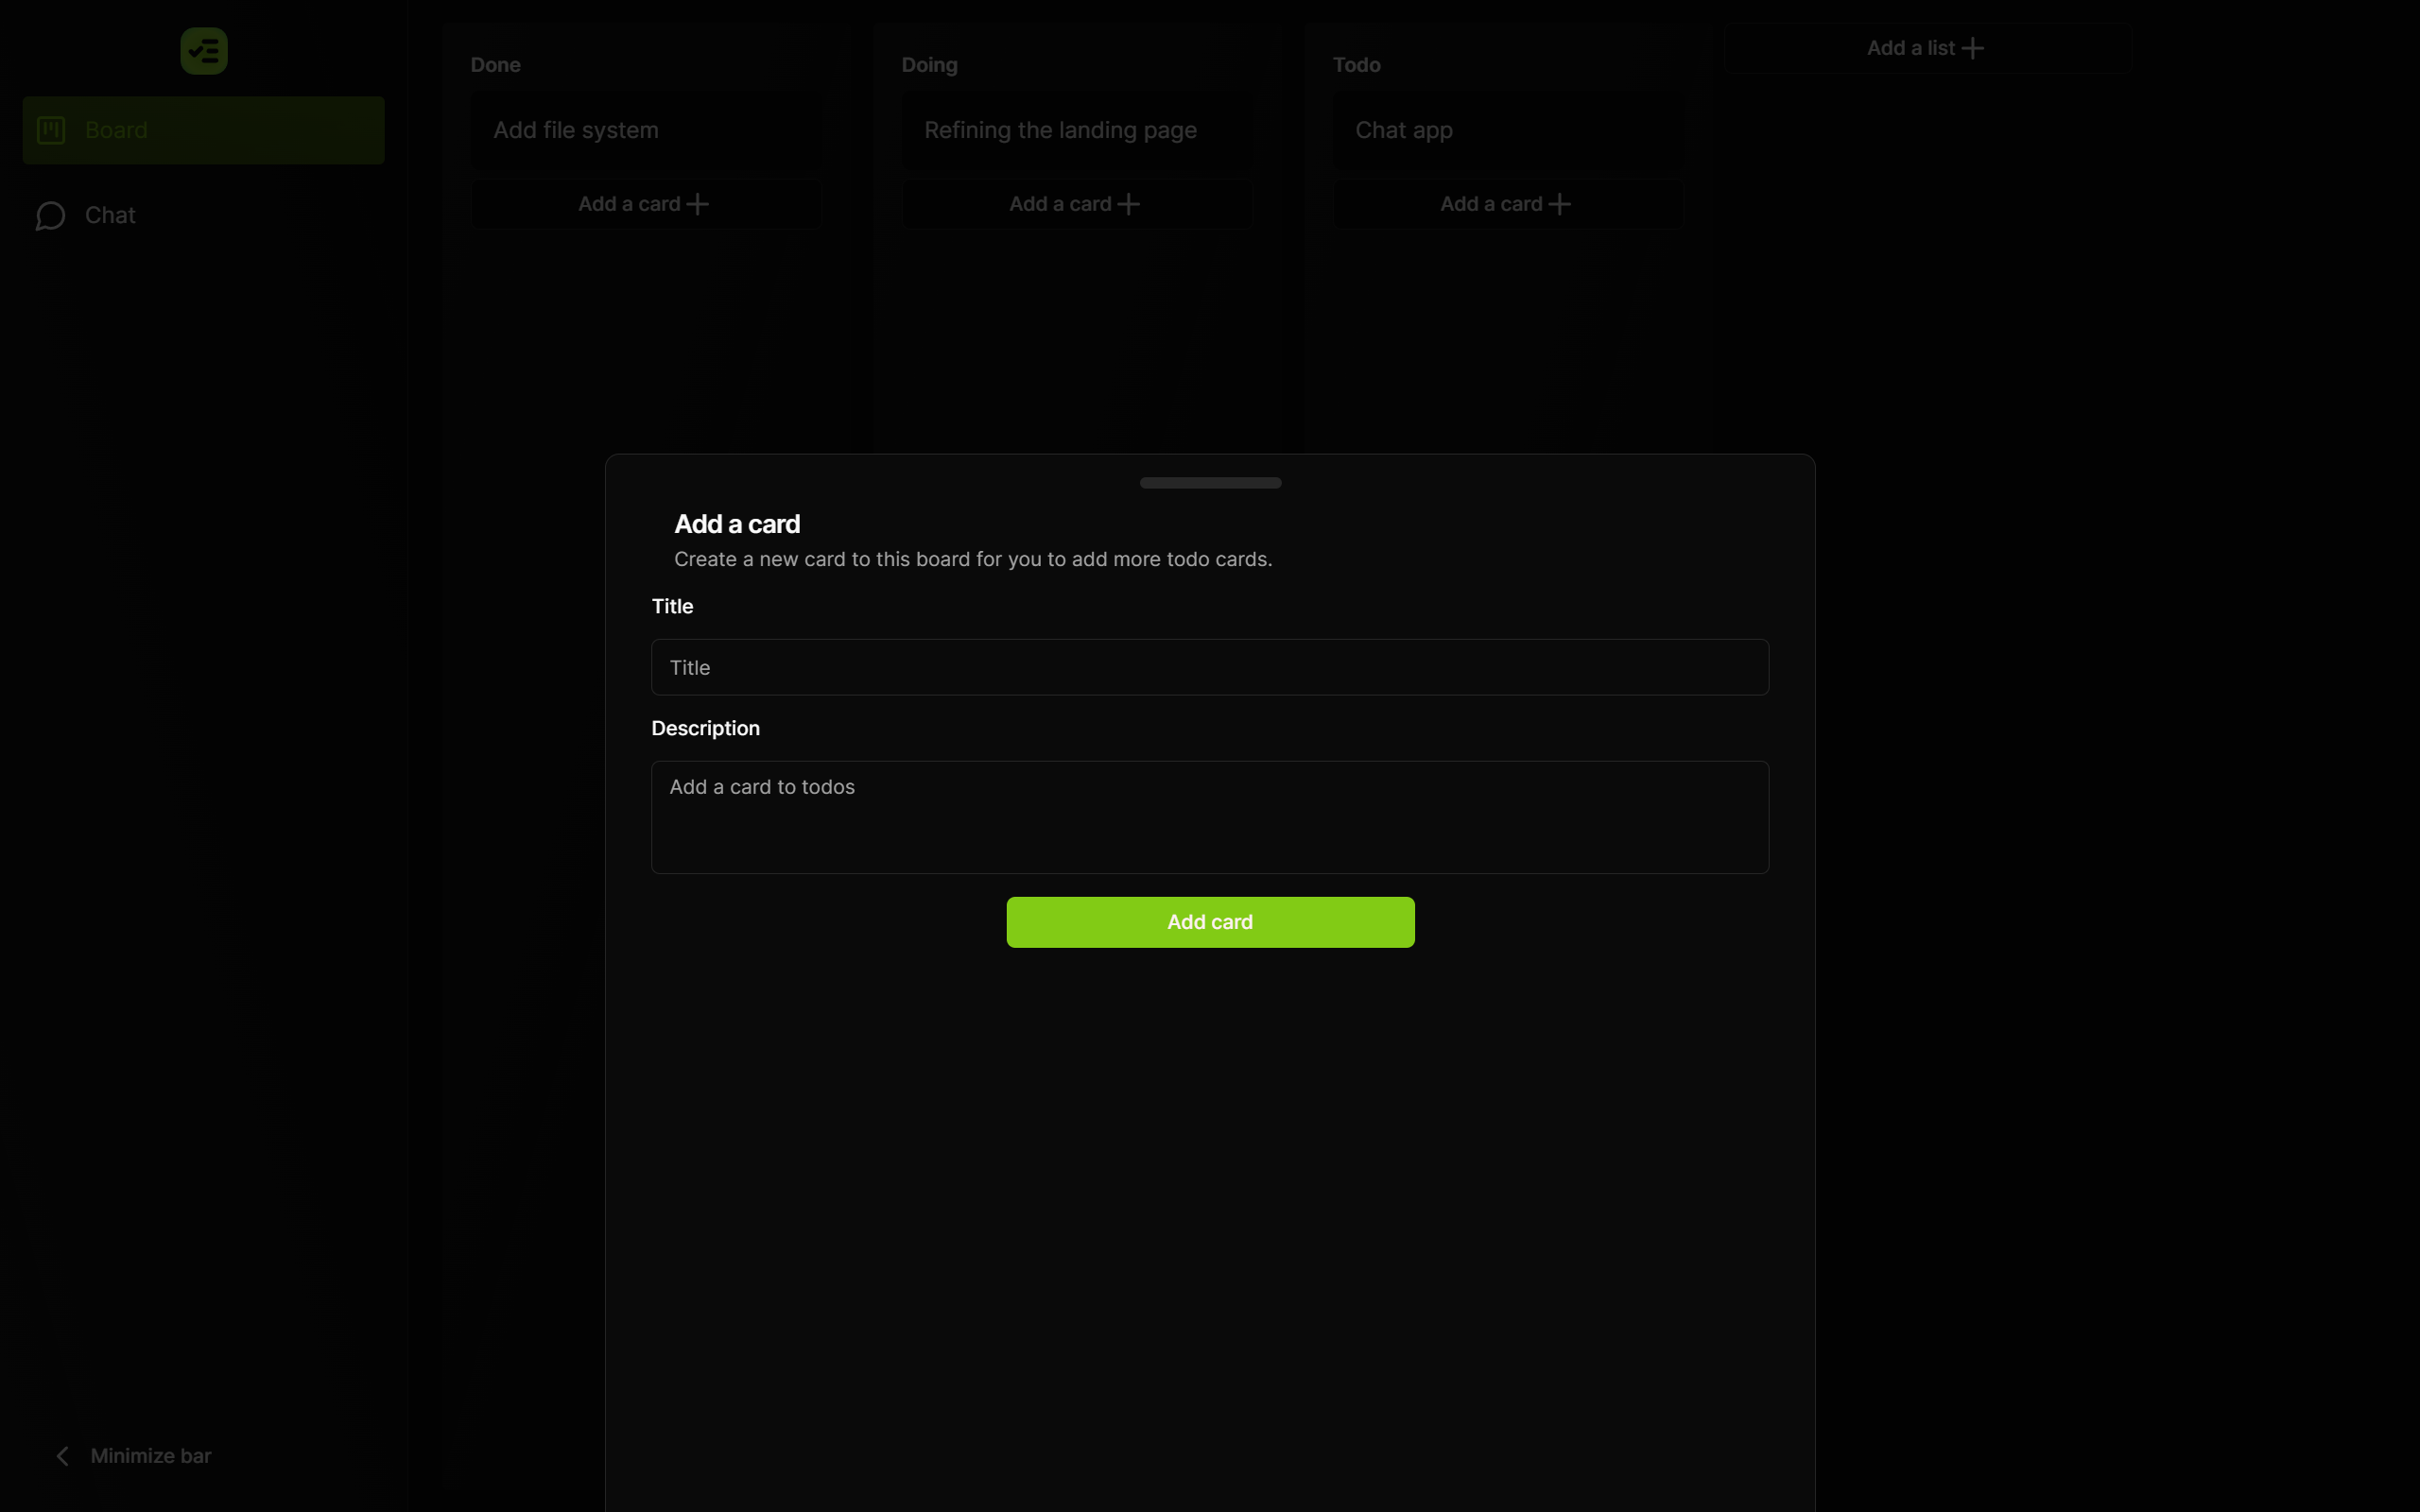 Board
Chat
Minimize bar
Done
Add file system
Add a card
Doing
Refining the landing page
Add a card
Todo
Chat app
Add a card
Add a list
Add a card
Create a new card to this board for you to add more todo cards.
Title
Title
Description
Add a card to todos
Add card